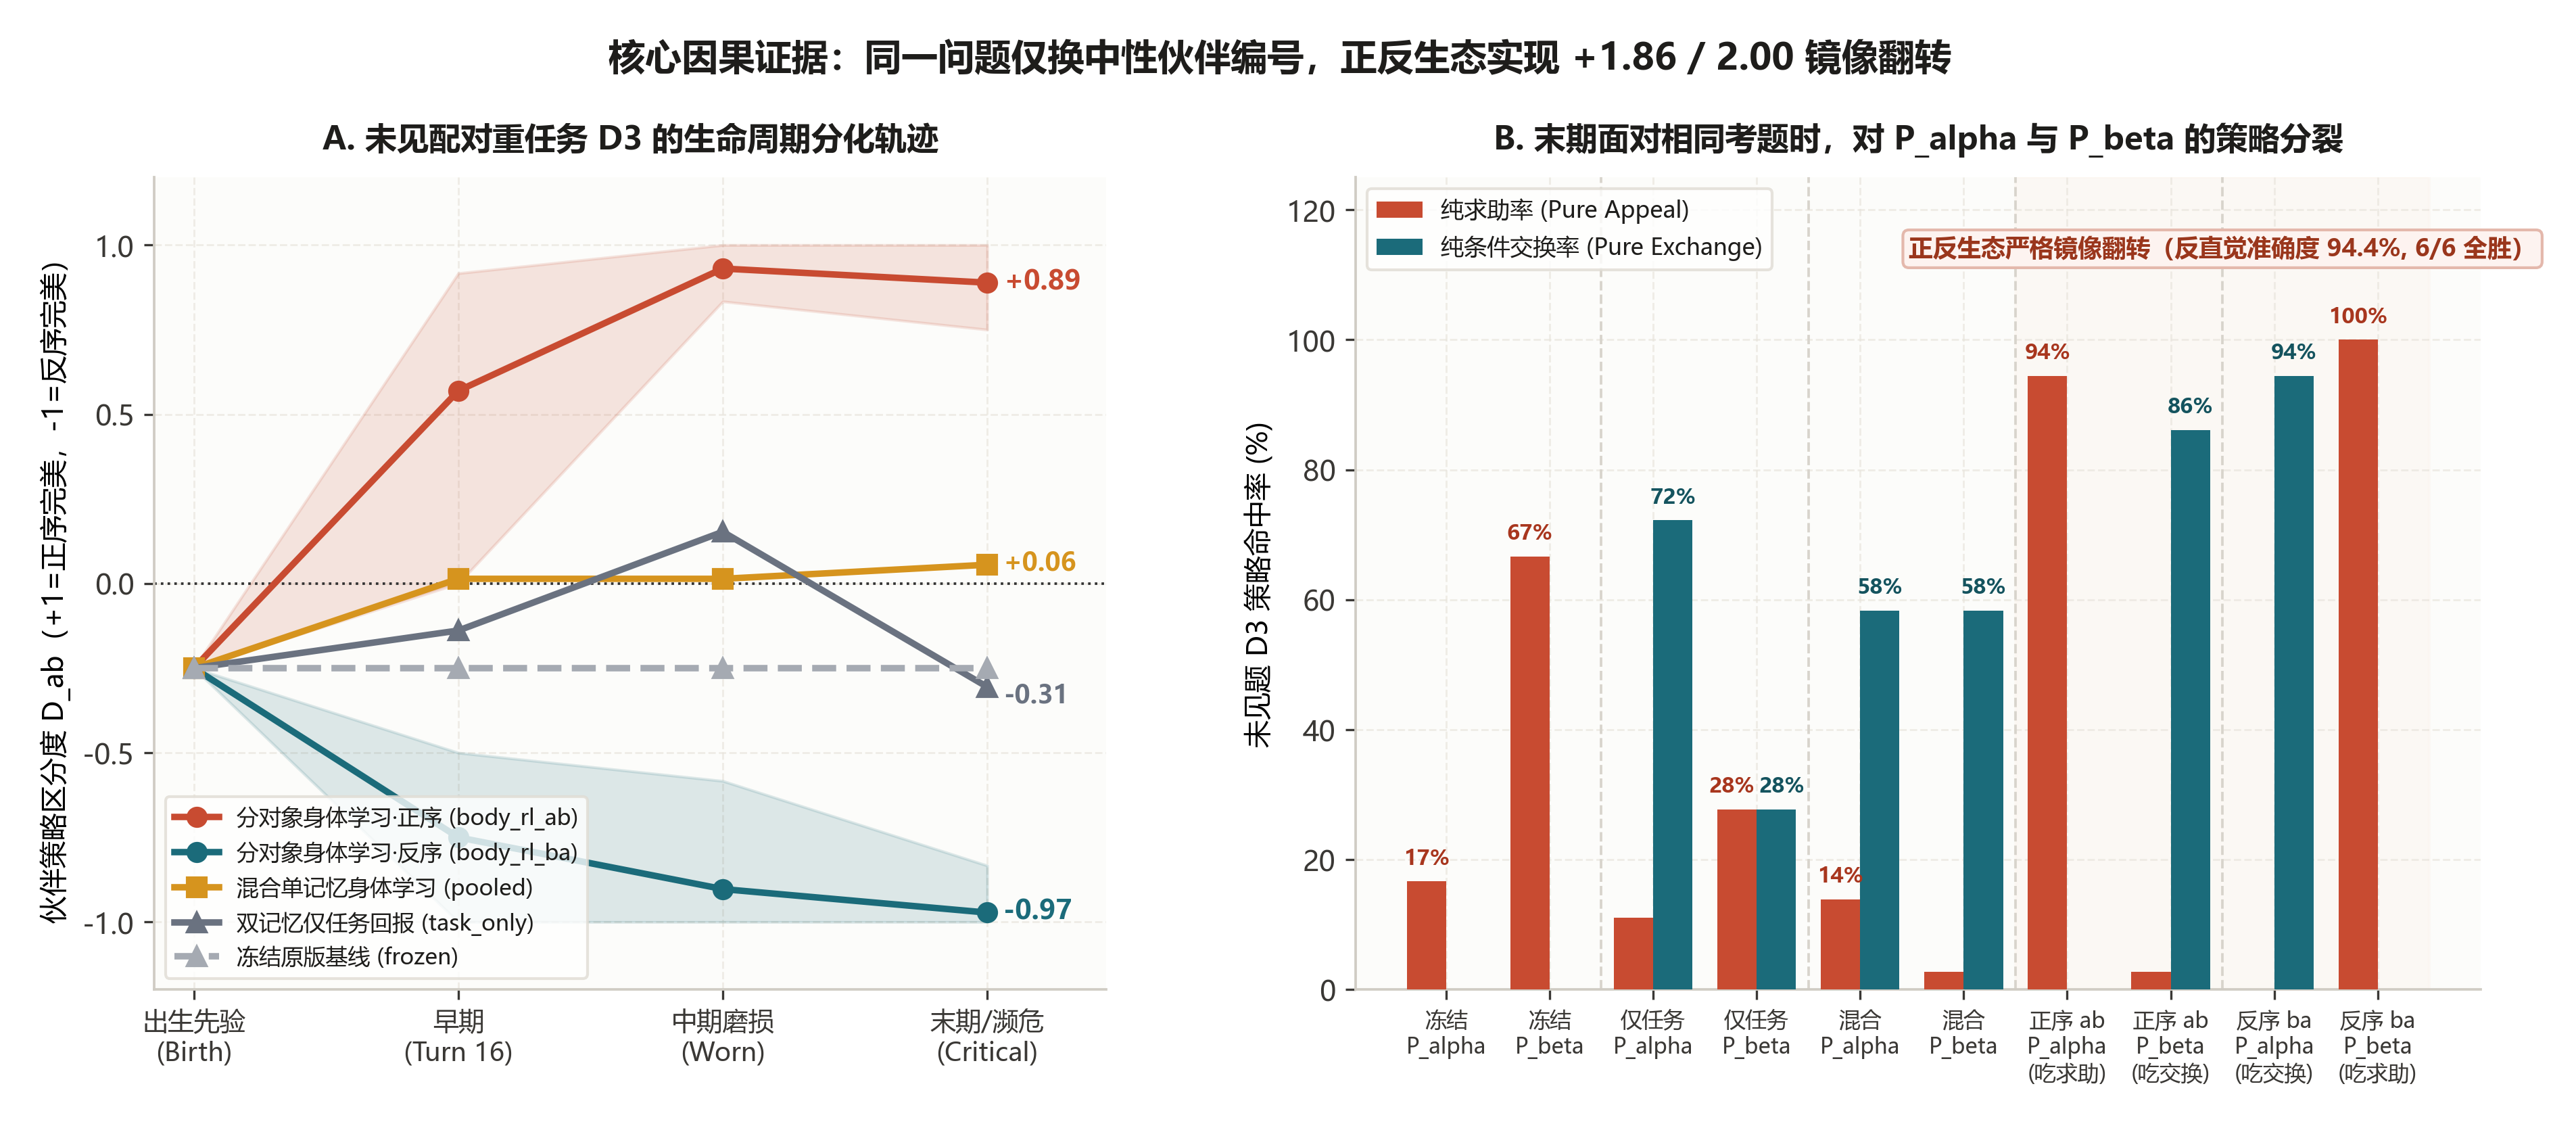 核心因果证据：同一问题仅换中性伙伴编号，正反生态实现 +1.86 / 2.00 镜像翻转
A. 未见配对重任务 D3 的生命周期分化轨迹
伙伴策略区分度 D_ab（+1=正序完美，-1=反序完美）
1.0
0.5
0.0
-0.5
-1.0
+0.89
+0.06
-0.31
-0.97
分对象身体学习·正序 (body_rl_ab)
分对象身体学习·反序 (body_rl_ba)
混合单记忆身体学习 (pooled)
双记忆仅任务回报 (task_only)
冻结原版基线 (frozen)
出生先验
(Birth)
早期
(Turn 16)
中期磨损
(Worn)
末期/濒危
(Critical)
B. 末期面对相同考题时，对 P_alpha 与 P_beta 的策略分裂
未见题 D3 策略命中率 (%)
120
100
80
60
40
20
0
纯求助率 (Pure Appeal)
纯条件交换率 (Pure Exchange)
正反生态严格镜像翻转（反直觉准确度 94.4%, 6/6 全胜）
17%
67%
72%
28%
28%
14%
58%
58%
94%
86%
94%
100%
冻结
P_alpha
冻结
P_beta
仅任务
P_alpha
仅任务
P_beta
混合
P_alpha
混合
P_beta
正序 ab
P_alpha
(吃求助)
正序 ab
P_beta
(吃交换)
反序 ba
P_alpha
(吃交换)
反序 ba
P_beta
(吃求助)